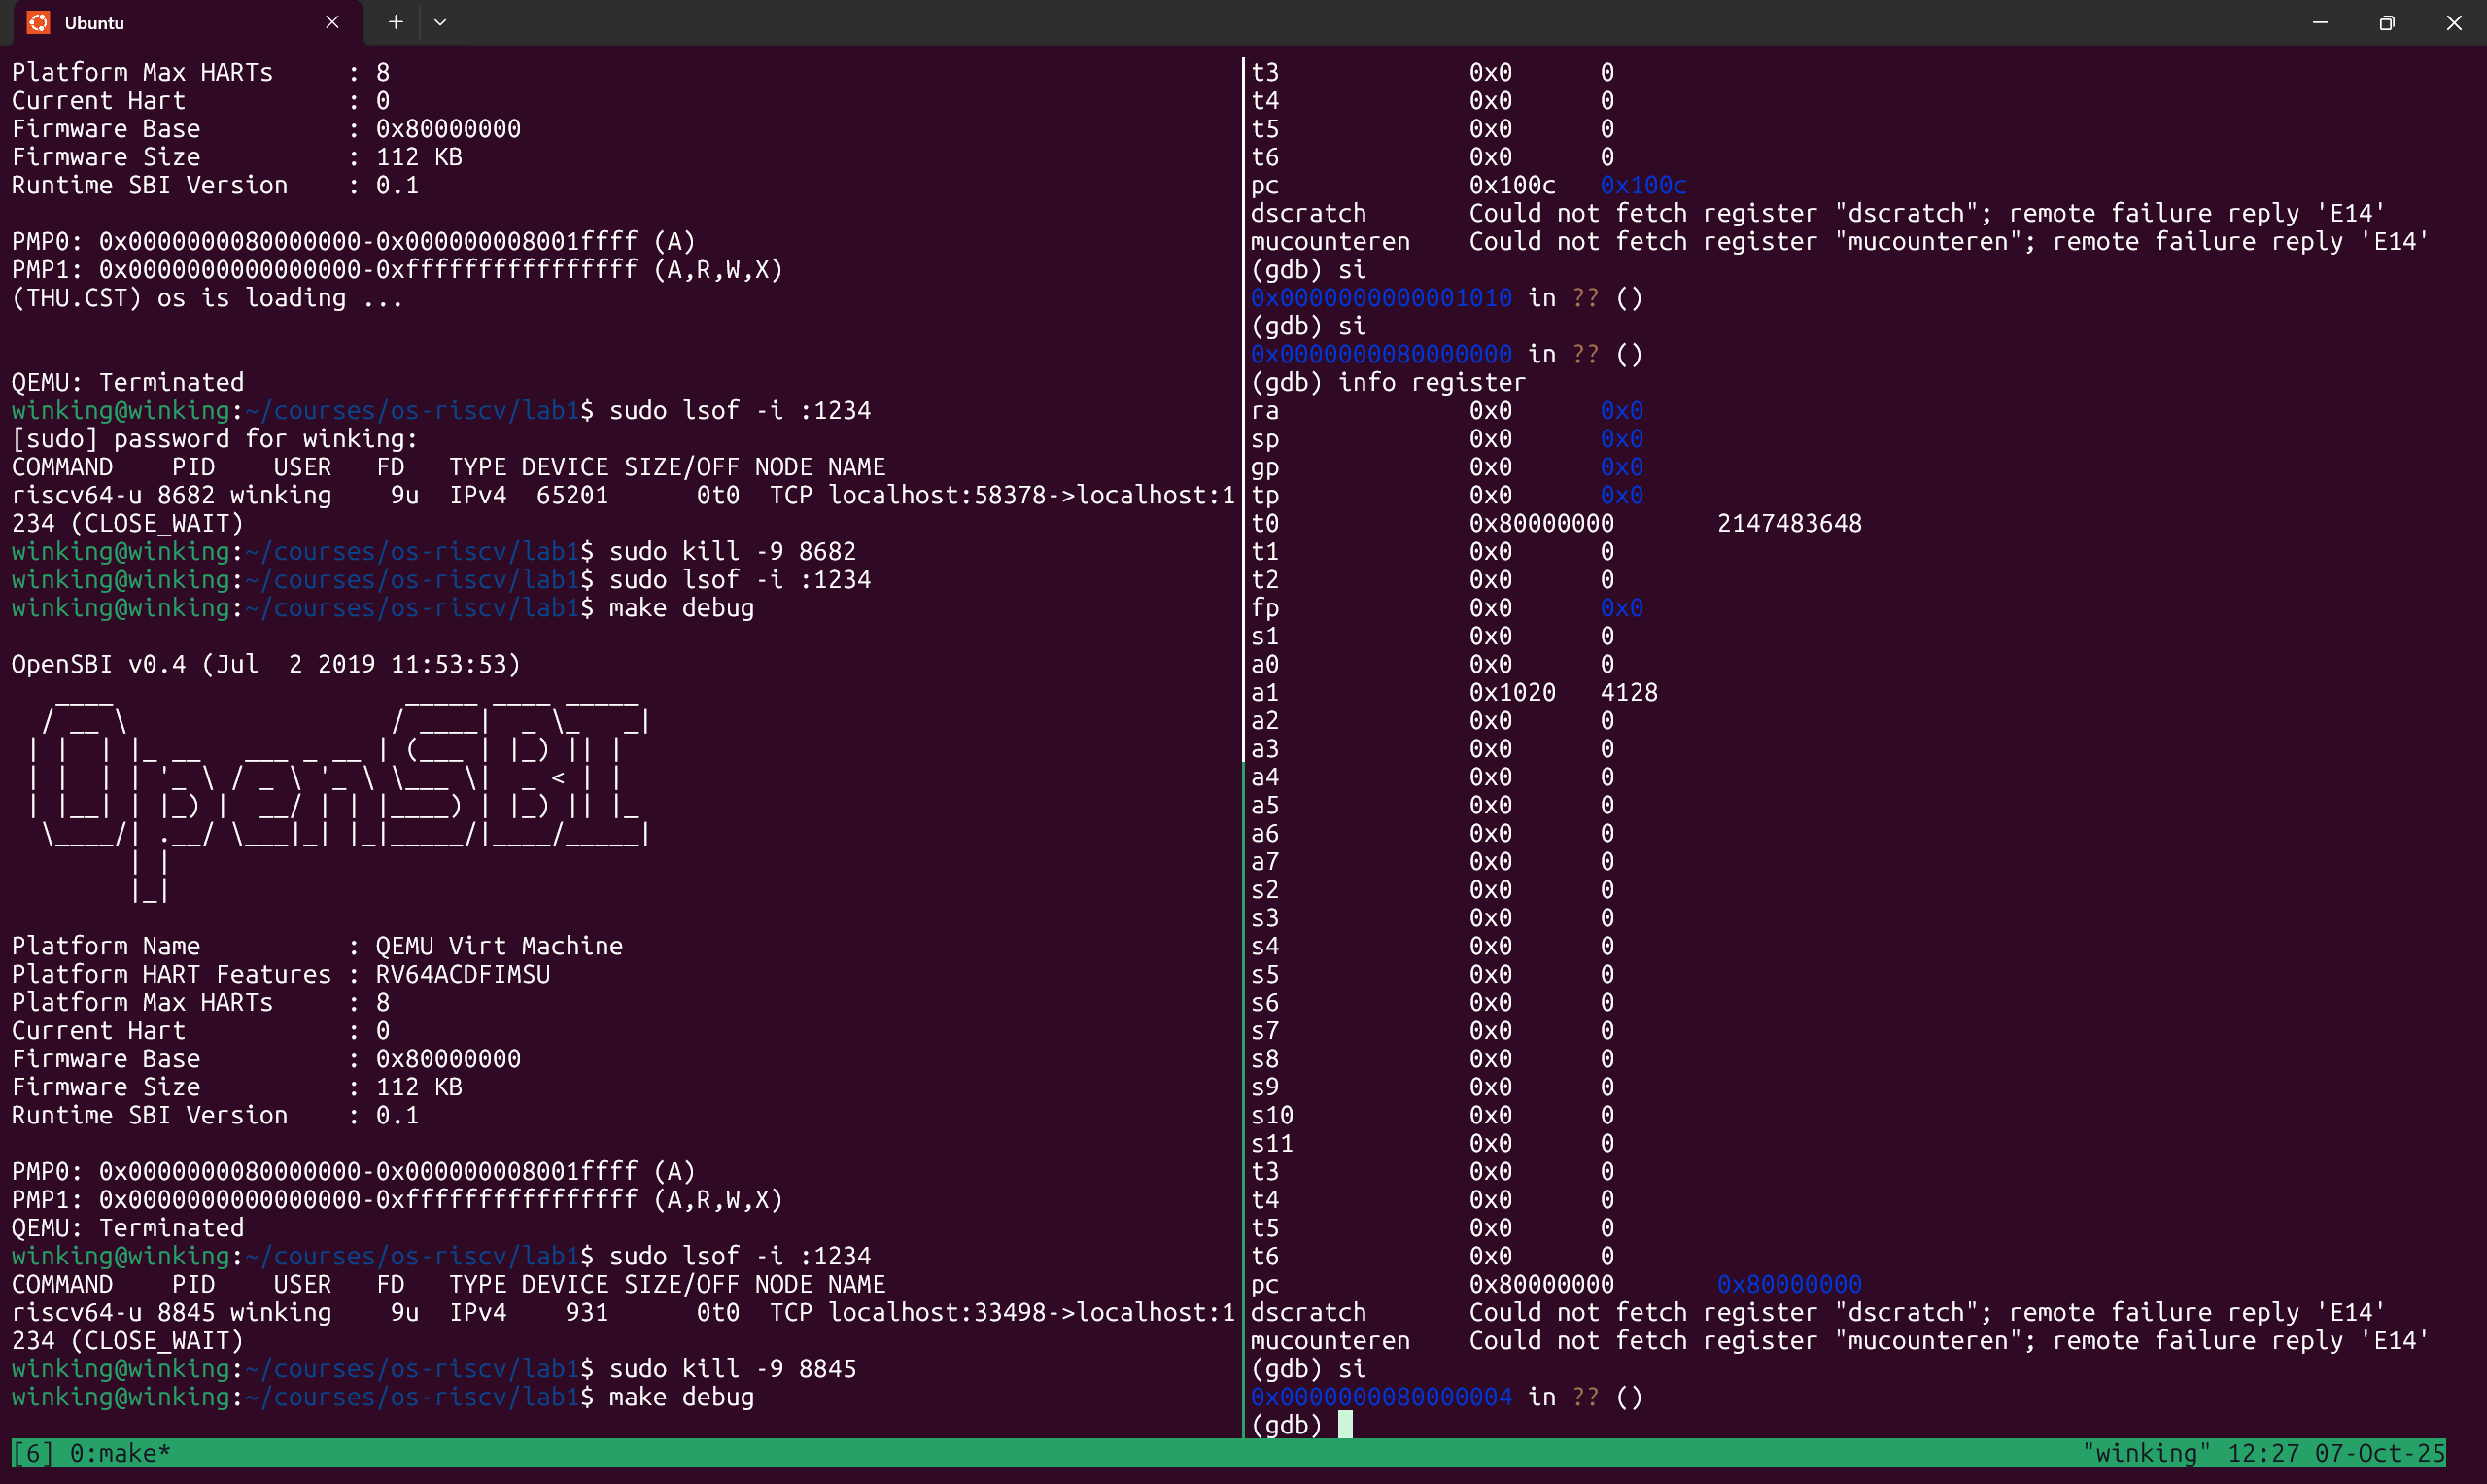 Ubuntu
Platform Max HARTs     : 8
Current Hart           : 0
Firmware Base          : 0x80000000
Firmware Size          : 112 KB
Runtime SBI Version    : 0.1

PMP0: 0x0000000080000000-0x000000008001ffff (A)
PMP1: 0x0000000000000000-0xffffffffffffffff (A,R,W,X)
(THU.CST) os is loading ...

QEMU: Terminated
winking@winking:~/courses/os-riscv/lab1$ sudo lsof -i :1234
[sudo] password for winking:
COMMAND    PID    USER   FD   TYPE DEVICE SIZE/OFF NODE NAME
riscv64-u 8682 winking    9u  IPv4  65201      0t0  TCP localhost:58378->localhost:1
234 (CLOSE_WAIT)
winking@winking:~/courses/os-riscv/lab1$ sudo kill -9 8682
winking@winking:~/courses/os-riscv/lab1$ sudo lsof -i :1234
winking@winking:~/courses/os-riscv/lab1$ make debug

OpenSBI v0.4 (Jul  2 2019 11:53:53)
OpenSBI

Platform Name          : QEMU Virt Machine
Platform HART Features : RV64ACDFIMSU
Platform Max HARTs     : 8
Current Hart           : 0
Firmware Base          : 0x80000000
Firmware Size          : 112 KB
Runtime SBI Version    : 0.1

PMP0: 0x0000000080000000-0x000000008001ffff (A)
PMP1: 0x0000000000000000-0xffffffffffffffff (A,R,W,X)
QEMU: Terminated
winking@winking:~/courses/os-riscv/lab1$ sudo lsof -i :1234
COMMAND    PID    USER   FD   TYPE DEVICE SIZE/OFF NODE NAME
riscv64-u 8845 winking    9u  IPv4    931      0t0  TCP localhost:33498->localhost:1
234 (CLOSE_WAIT)
winking@winking:~/courses/os-riscv/lab1$ sudo kill -9 8845
winking@winking:~/courses/os-riscv/lab1$ make debug
t3             0x0      0
t4             0x0      0
t5             0x0      0
t6             0x0      0
pc             0x100c   0x100c
dscratch       Could not fetch register "dscratch"; remote failure reply 'E14'
mucounteren    Could not fetch register "mucounteren"; remote failure reply 'E14'
(gdb) si
0x0000000000001010 in ?? ()
(gdb) si
0x0000000080000000 in ?? ()
(gdb) info register
ra             0x0      0x0
sp             0x0      0x0
gp             0x0      0x0
tp             0x0      0x0
t0             0x80000000       2147483648
t1             0x0      0
t2             0x0      0
fp             0x0      0x0
s1             0x0      0
a0             0x0      0
a1             0x1020   4128
a2             0x0      0
a3             0x0      0
a4             0x0      0
a5             0x0      0
a6             0x0      0
a7             0x0      0
s2             0x0      0
s3             0x0      0
s4             0x0      0
s5             0x0      0
s6             0x0      0
s7             0x0      0
s8             0x0      0
s9             0x0      0
s10            0x0      0
s11            0x0      0
t3             0x0      0
t4             0x0      0
t5             0x0      0
t6             0x0      0
pc             0x80000000       0x80000000
dscratch       Could not fetch register "dscratch"; remote failure reply 'E14'
mucounteren    Could not fetch register "mucounteren"; remote failure reply 'E14'
(gdb) si
0x0000000080000004 in ?? ()
(gdb)
[6] 0:make*
"winking" 12:27 07-Oct-25